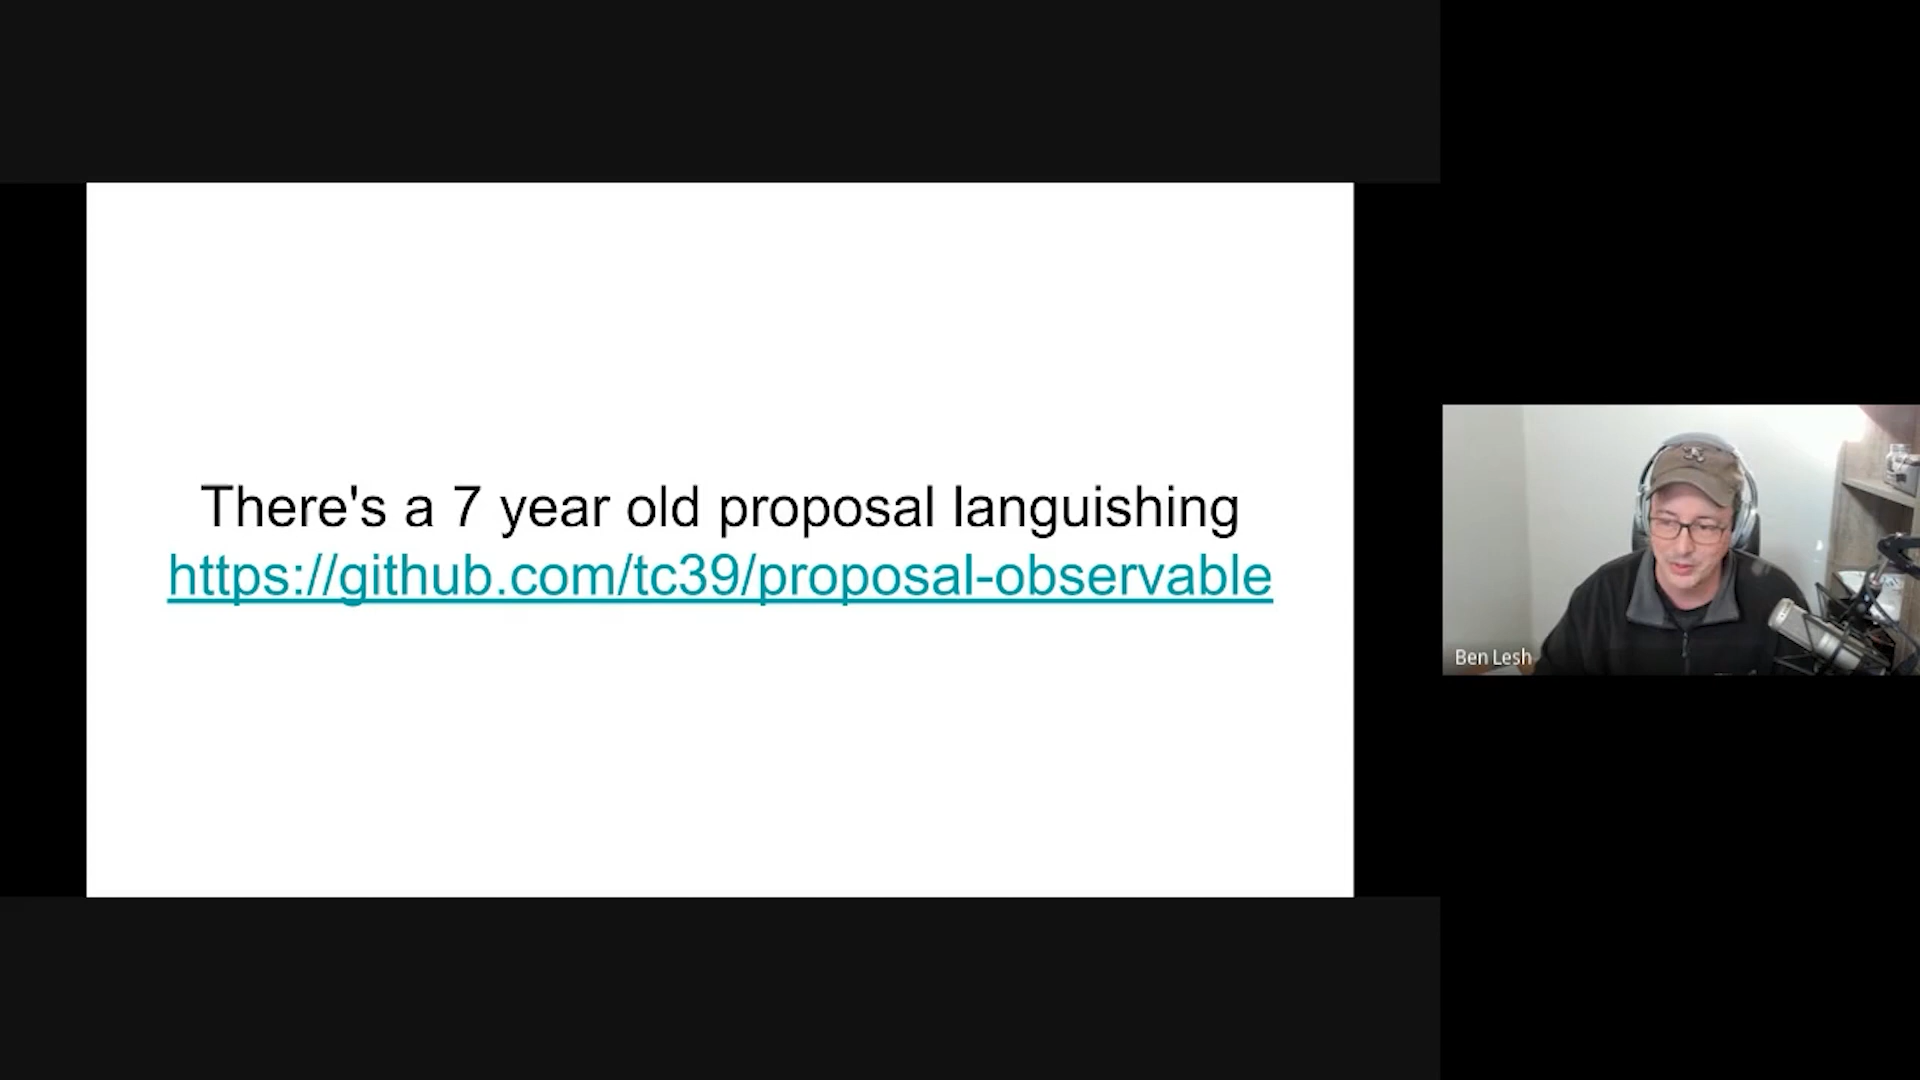 There's a 7 year old proposal languishing
https://github.com/tc39/proposal-observable
Ben Lesh